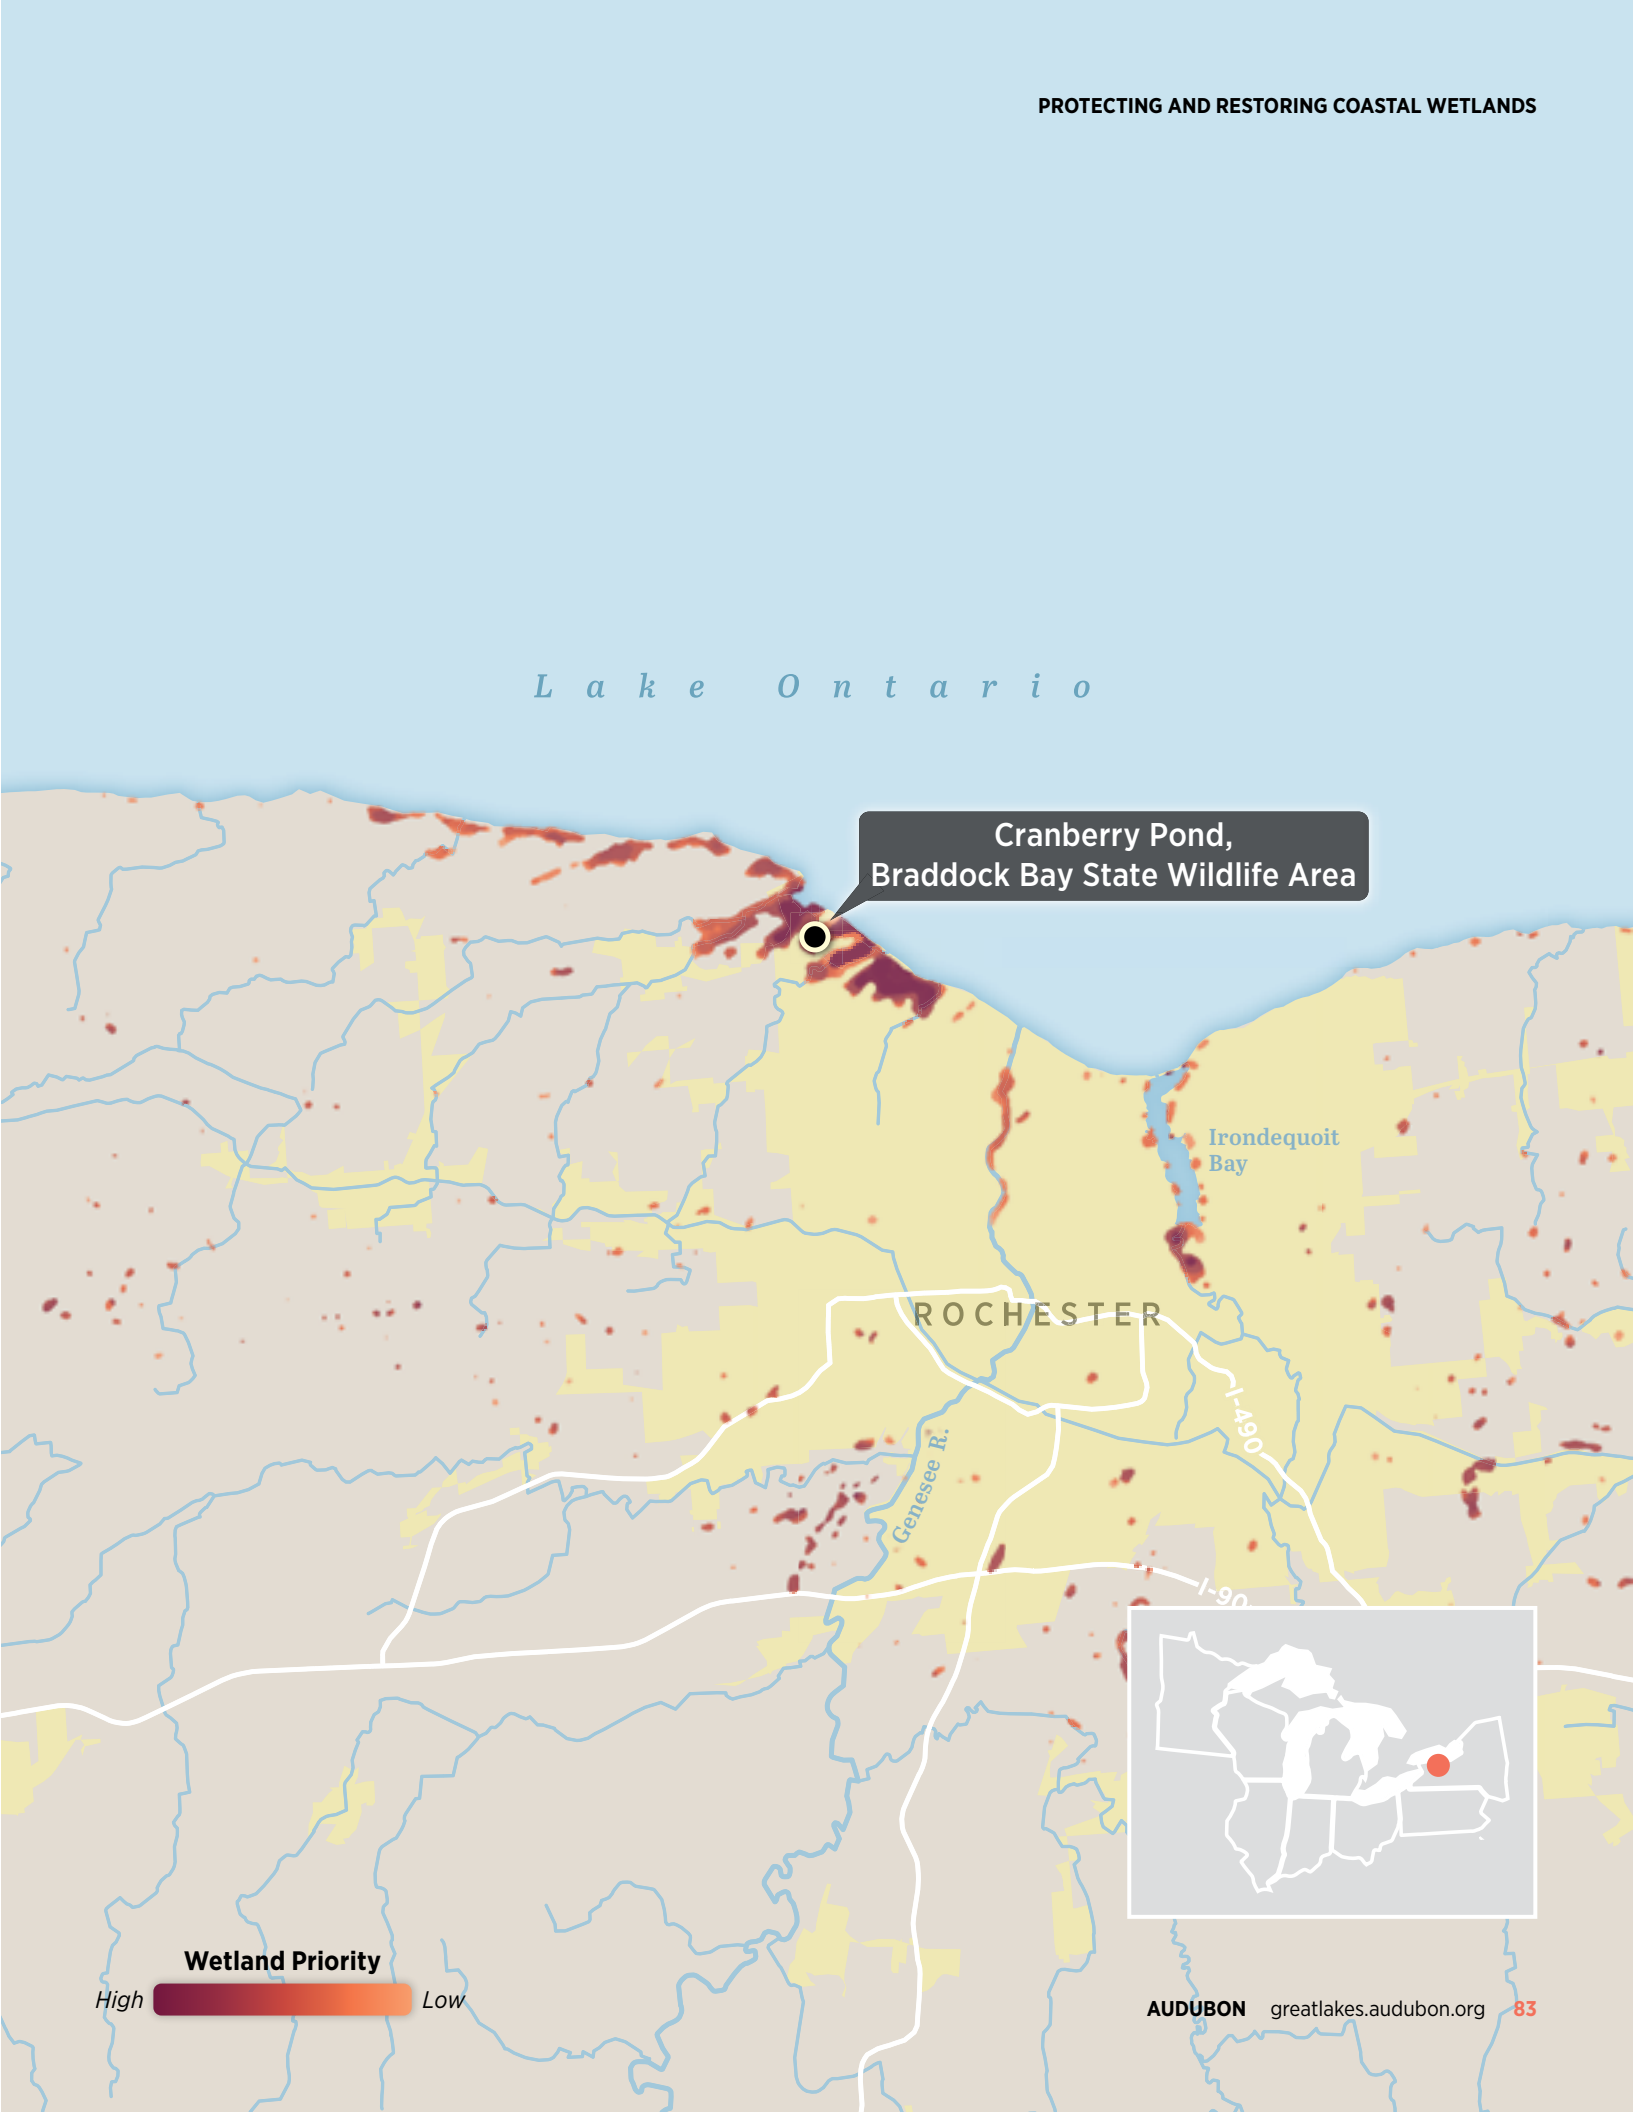 PROTECTING AND RESTORING COASTAL WETLANDS
Lake Ontario
Cranberry Pond,
Braddock Bay State Wildlife Area
Irondequoit
Bay
ROCHESTER
I-490
Genesee R.
I-90
Wetland Priority
High
Low
AUDUBON greatlakes.audubon.org 83